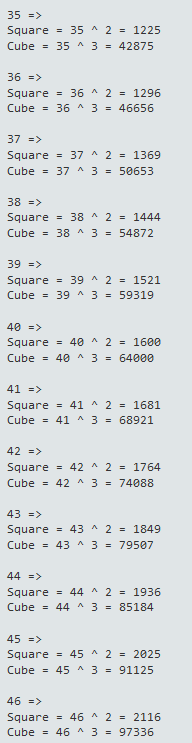 35 =>
Square = 35 ^ 2 = 1225
Cube = 35 ^ 3 = 42875
36 =>
Square = 36 ^ 2 = 1296
Cube = 36 ^ 3 = 46656
37 =>
Square = 37 ^ 2 = 1369
Cube = 37 ^ 3 = 50653
38 =>
Square = 38 ^ 2 = 1444
Cube = 38 ^ 3 = 54872
39 =>
Square = 39 ^ 2 = 1521
Cube = 39 ^ 3 = 59319
40 =>
Square = 40 ^ 2 = 1600
Cube = 40 ^ 3 = 64000
41 =>
Square = 41 ^ 2 = 1681
Cube = 41 ^ 3 = 68921
42 =>
Square = 42 ^ 2 = 1764
Cube = 42 ^ 3 = 74088
43 =>
Square = 43 ^ 2 = 1849
Cube = 43 ^ 3 = 79507
44 =>
Square = 44 ^ 2 = 1936
Cube = 44 ^ 3 = 85184
45 =>
Square = 45 ^ 2 = 2025
Cube = 45 ^ 3 = 91125
46 =>
Square = 46 ^ 2 = 2116
Cube = 46 ^ 3 = 97336